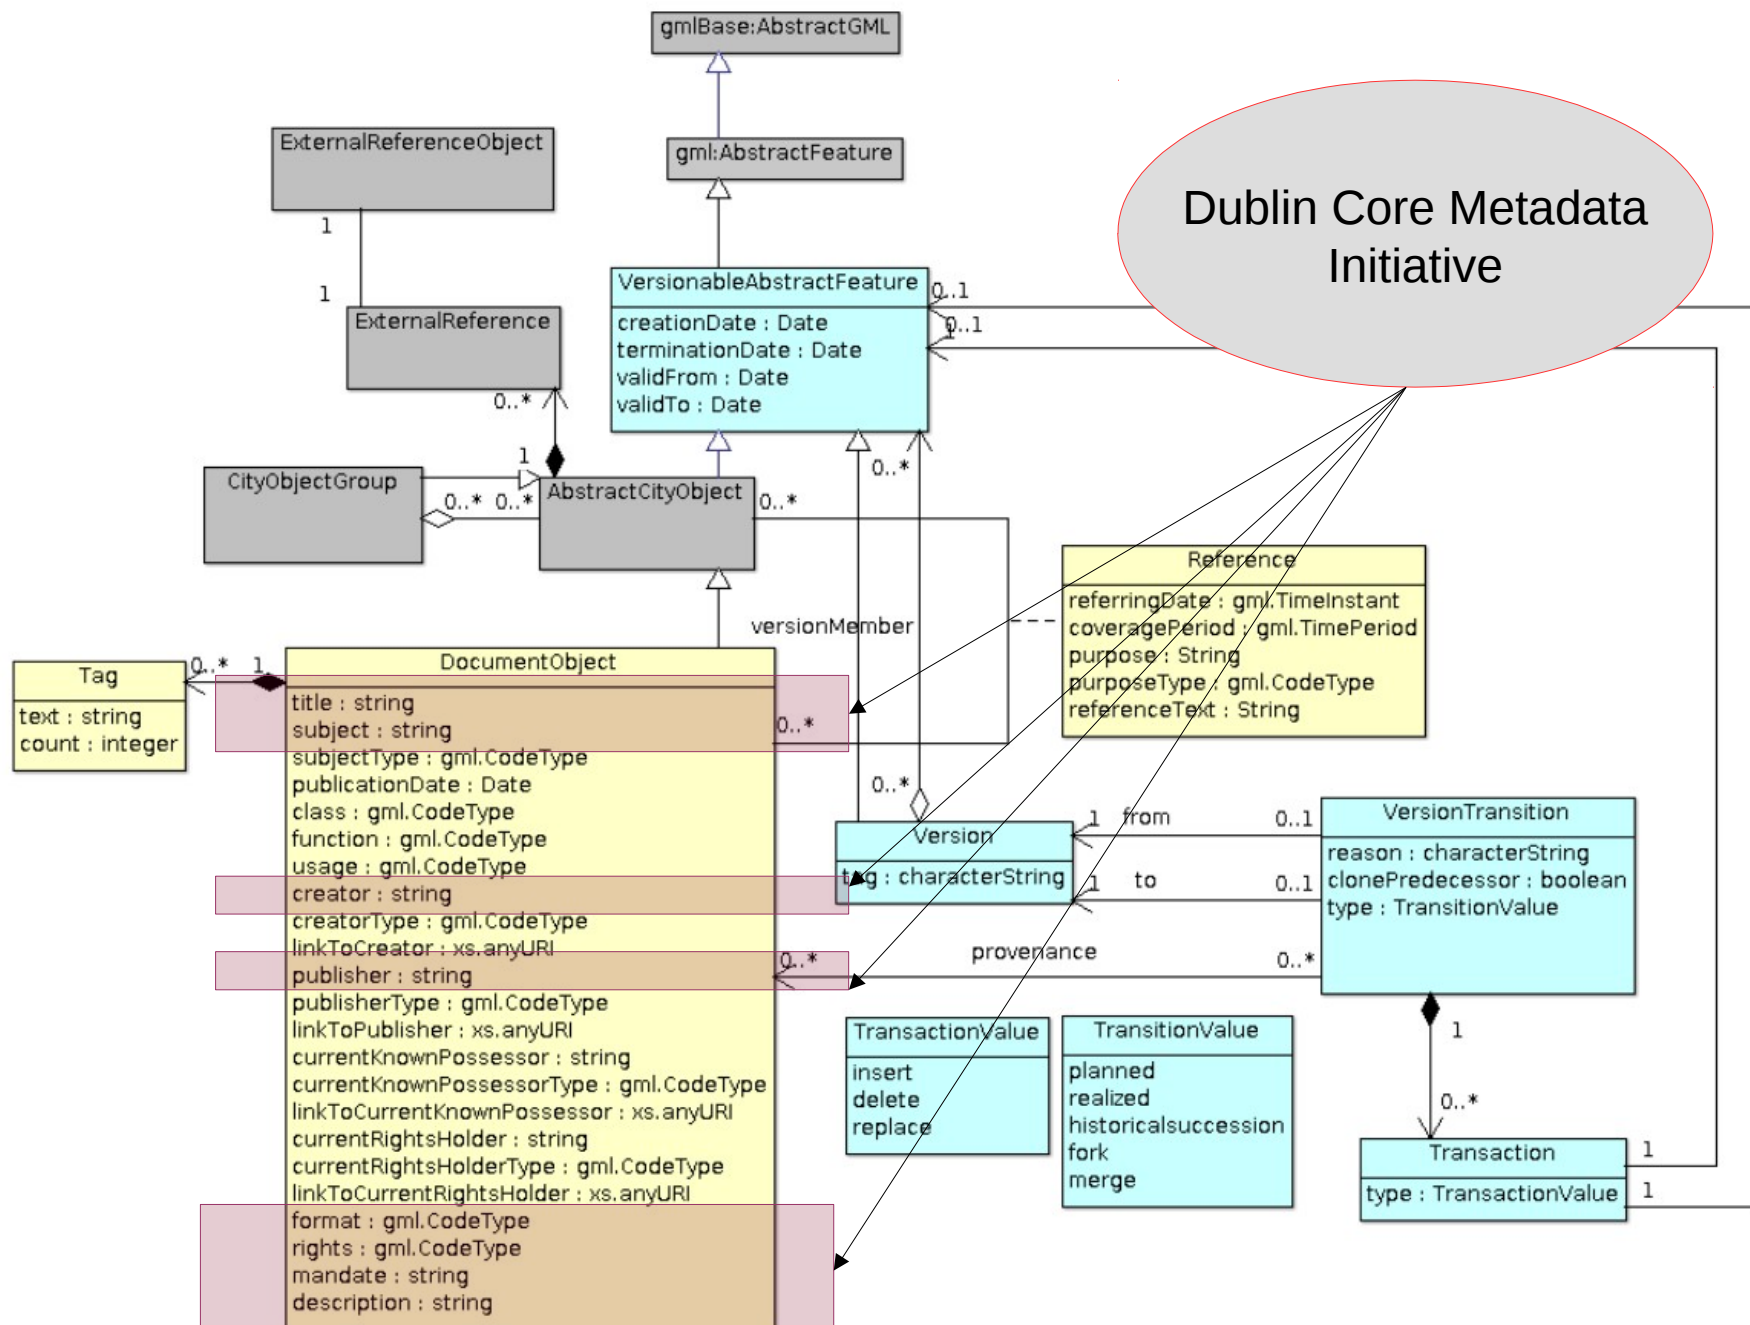 gmlBase:AbstractGML
gml:AbstractFeature
Dublin Core Metadata
Initiative
ExternalReferenceObject
1
1
ExternalReference
0..*
VersionableAbstractFeature
creationDate : Date
terminationDate : Date
validFrom : Date
validTo : Date
0..1
0..1
1
0..*
CityObjectGroup
1
0..*
0..*
AbstractCityObject
0..*
versionMember
Reference
referringDate : gml.TimeInstant
coveragePeriod : gml.TimePeriod
purpose : String
purposeType : gml.CodeType
referenceText : String
Tag
text : string
count : integer
0..*
1
DocumentObject
title : string
subject : string
subjectType : gml.CodeType
publicationDate : Date
class : gml.CodeType
function : gml.CodeType
usage : gml.CodeType
creator : string
creatorType : gml.CodeType
linkToCreator : xs.anyURI
publisher : string
publisherType : gml.CodeType
linkToPublisher : xs.anyURI
currentKnownPossessor : string
currentKnownPossessorType : gml.CodeType
linkToCurrentKnownPossessor : xs.anyURI
currentRightsHolder : string
currentRightsHolderType : gml.CodeType
linkToCurrentRightsHolder : xs.anyURI
format : gml.CodeType
rights : gml.CodeType
mandate : string
description : string
0..*
0..*
Version
tag : characterString
1
from
0..1
1
to
0..1
0..*
provenance
0..*
VersionTransition
reason : characterString
clonePredecessor : boolean
type : TransitionValue
TransactionValue
insert
delete
replace
TransitionValue
planned
realized
historicalsuccession
fork
merge
1
0..*
Transaction
type : TransactionValue
1
1